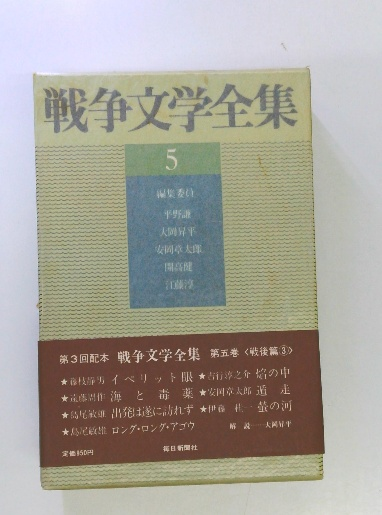 戦争文学全集
5
編集委員
平野謙
大岡昇平
安岡章太郎
開高健
江藤淳
第3回配本 戦争文学全集 第五巻〈戦後篇③〉
★藤枝静男 イペリット眼 ★吉行淳之介 焰の中
★遠藤周作 海と毒薬 ★安岡章太郎 遁走
★島尾敏雄 出発は遂に訪れず ★伊藤桂一 螢の河
★島尾敏雄 ロング・ロング・アゴウ 解説──大岡昇平
定価850円 毎日新聞社